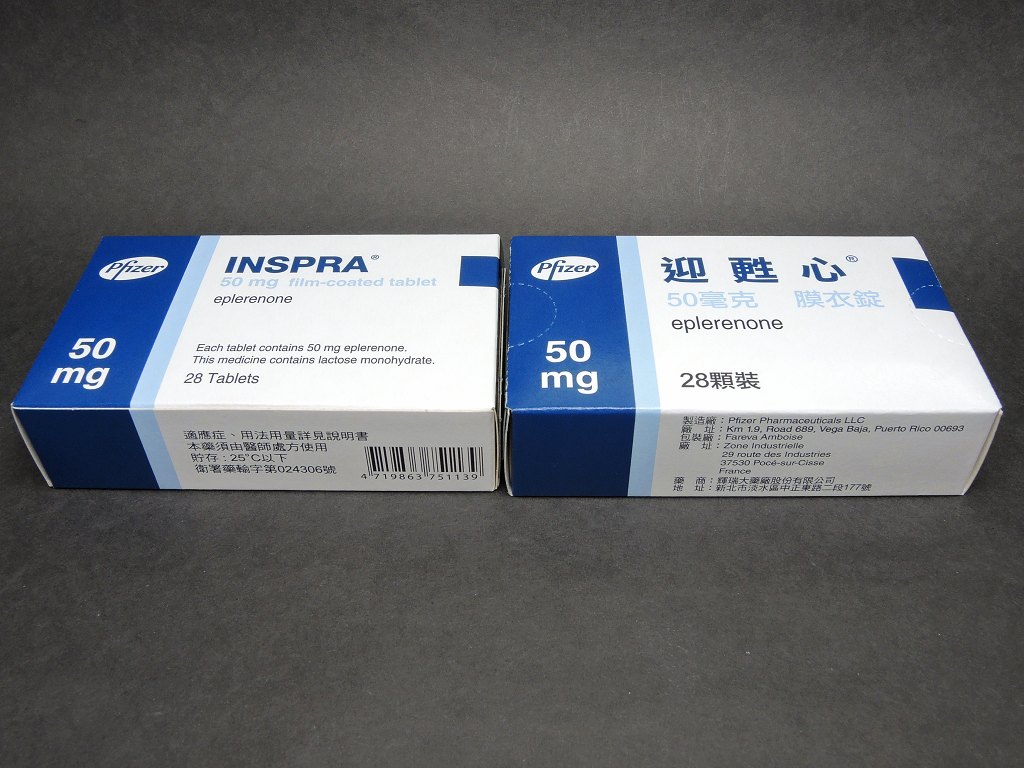 Pfizer
INSPRA®
50 mg film-coated tablet
eplerenone
50
mg
Each tablet contains 50 mg eplerenone.
This medicine contains lactose monohydrate.
28 Tablets
適應症、用法用量詳見說明書
本藥須由醫師處方使用
貯存：25°C以下
衛署藥輸字第024306號
4 719863 751139
Pfizer
迎甦心®
50毫克 膜衣錠
eplerenone
50
mg
28顆裝
製造廠：Pfizer Pharmaceuticals LLC
廠 址：Km 1.9, Road 689, Vega Baja, Puerto Rico 00693
包裝廠：Fareva Amboise
廠 址：Zone Industrielle
29 route des Industries
37530 Pocé-sur-Cisse
France
藥 商：輝瑞大藥廠股份有限公司
地 址：新北市淡水區中正東路二段177號